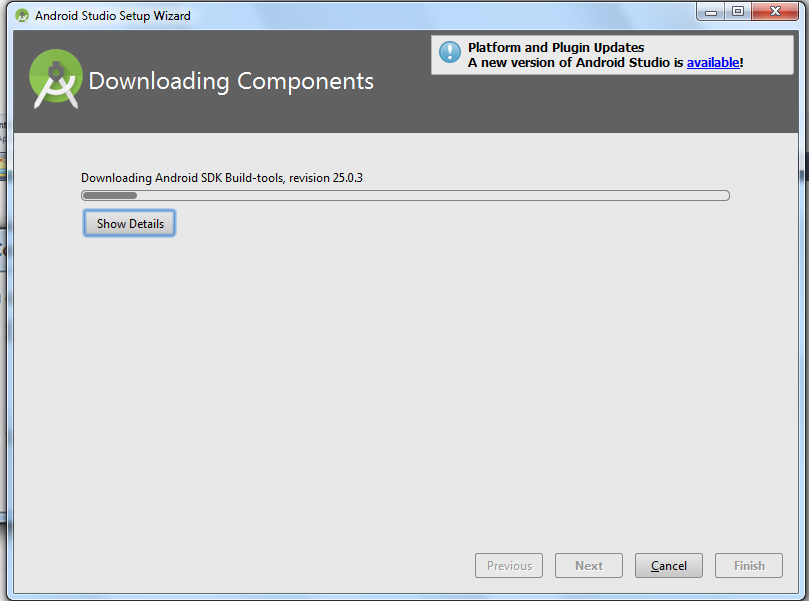 Android Studio Setup Wizard
Platform and Plugin Updates
A new version of Android Studio is available!
Downloading Components
Downloading Android SDK Build-tools, revision 25.0.3
Show Details
Previous
Next
Cancel
Finish